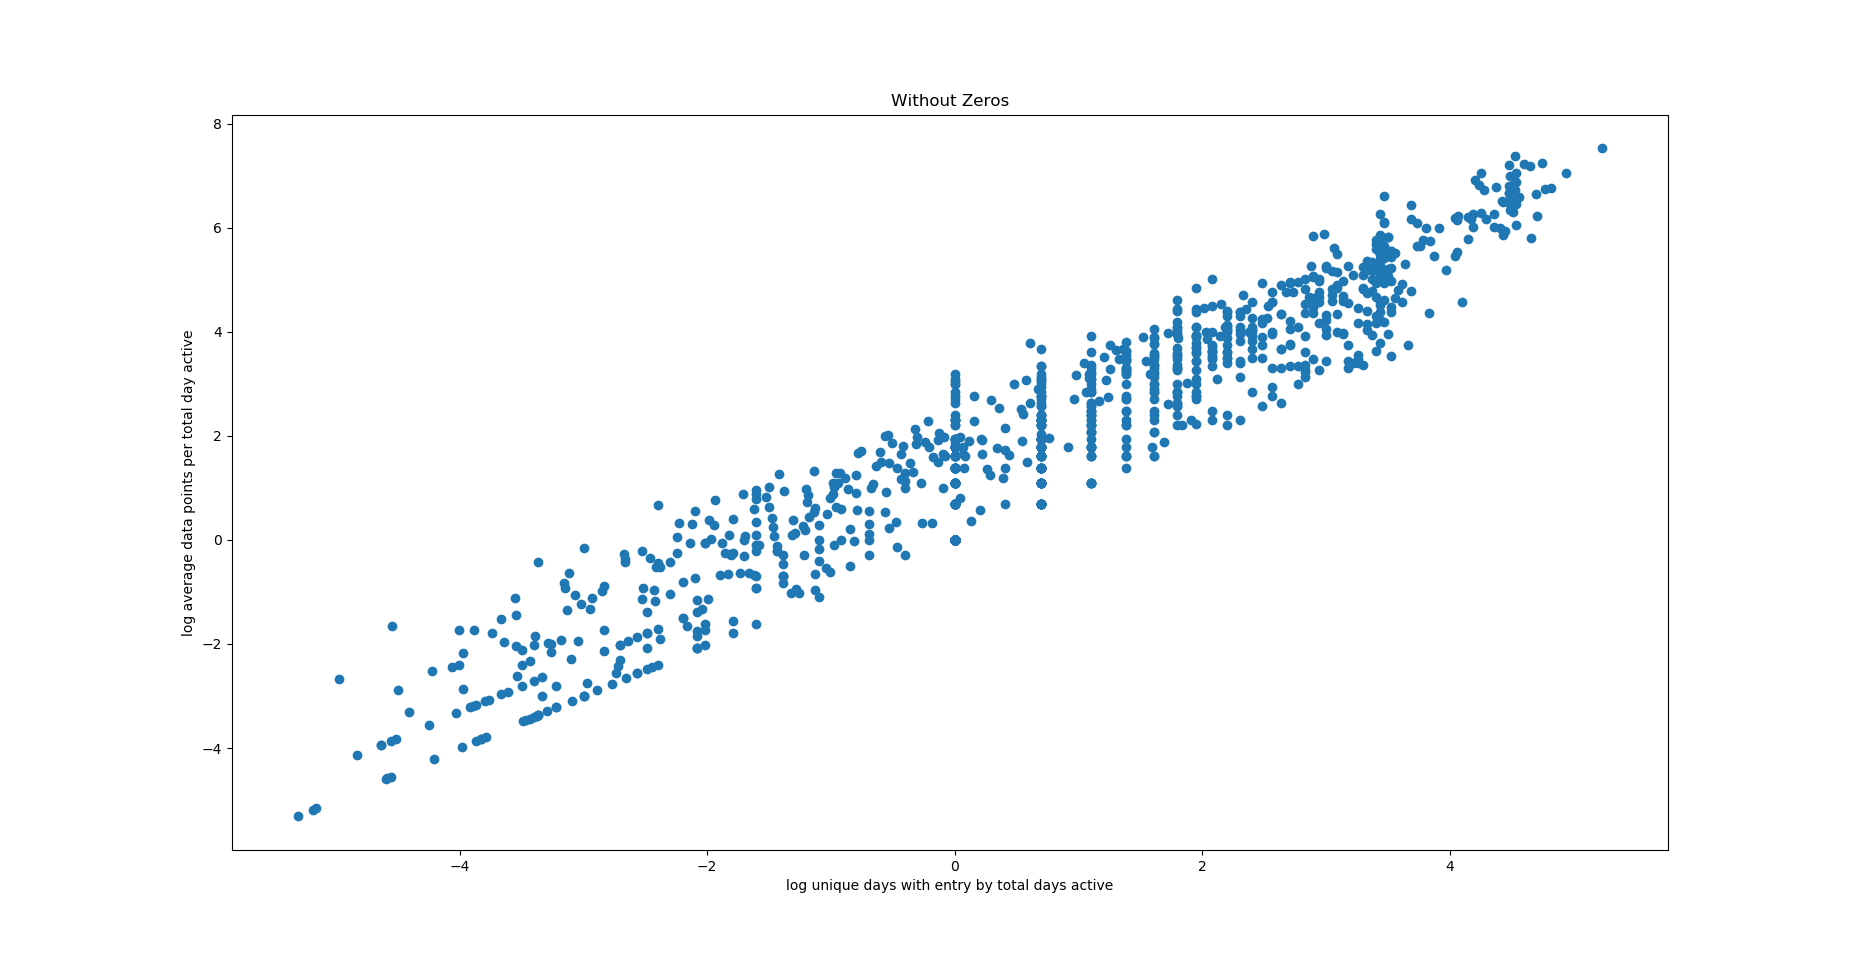 Without Zeros
8
6
4
2
0
−2
−4
log average data points per total day active
−4 −2 0 2 4
log unique days with entry by total days active